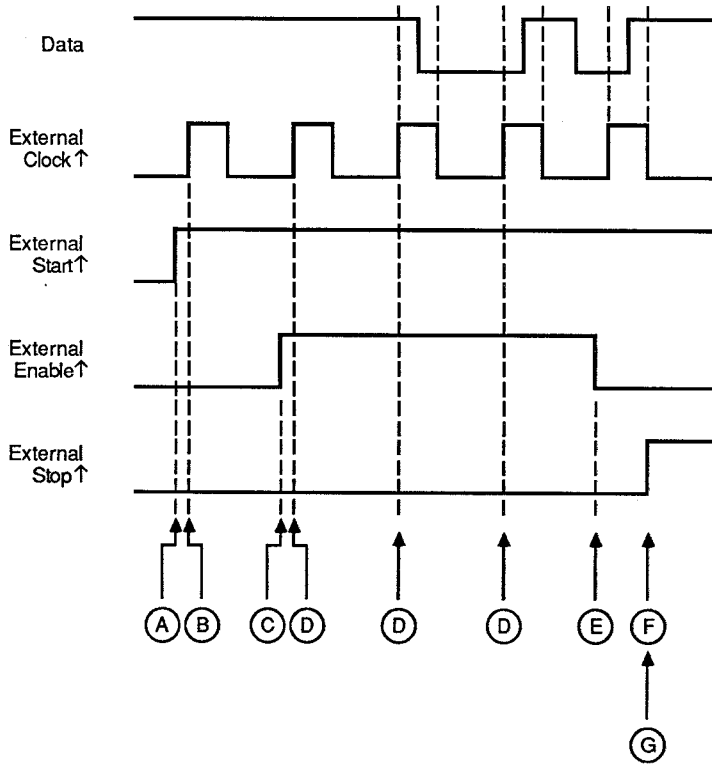 Data
External
Clock↑
External
Start↑
External
Enable↑
External
Stop↑
A B C D D D E F
G